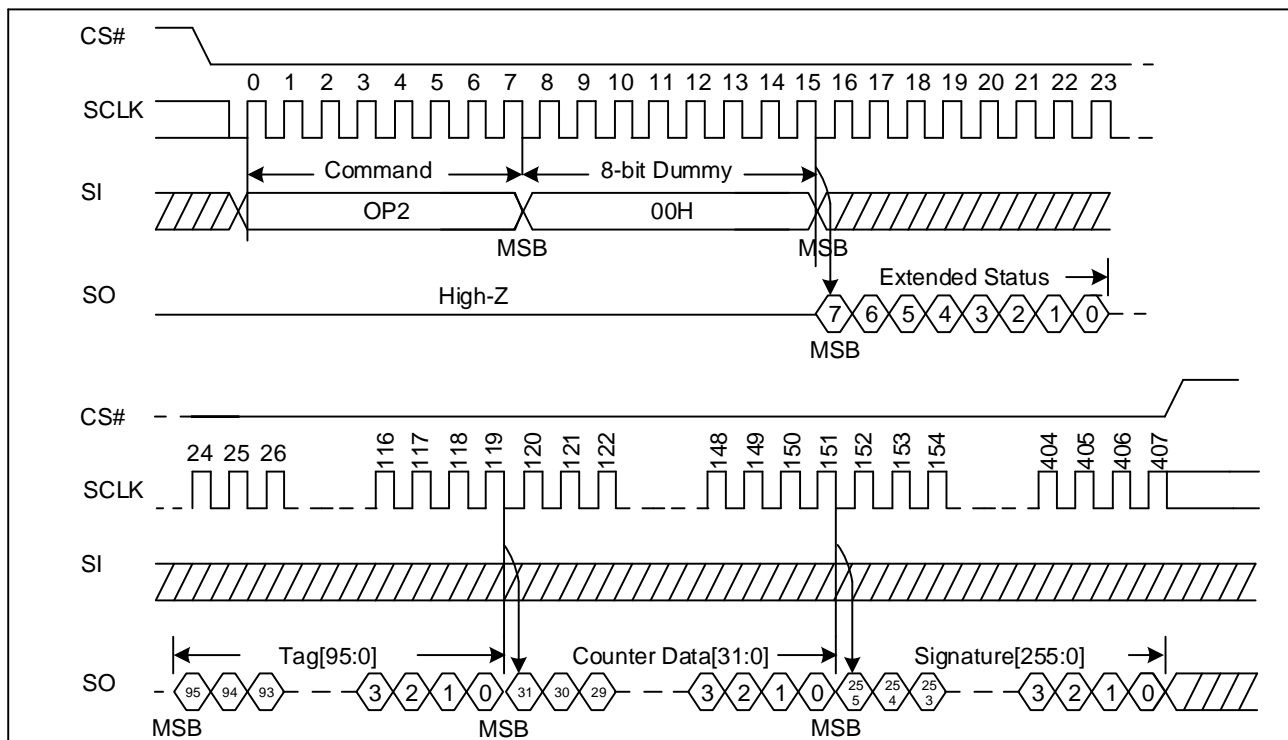 CS#
0 1 2 3 4 5 6 7 8 9 10 11 12 13 14 15 16 17 18 19 20 21 22 23
SCLK
Command 8-bit Dummy
SI
OP2 00H
MSB MSB
Extended Status
SO
High-Z
7 6 5 4 3 2 1 0
MSB
CS#
24 25 26 116 117 118 119 120 121 122 148 149 150 151 152 153 154 404 405 406 407
SCLK
SI
Tag[95:0] Counter Data[31:0] Signature[255:0]
SO
95 94 93 3 2 1 0 31 30 29 3 2 1 0 255 254 253 3 2 1 0
MSB MSB MSB